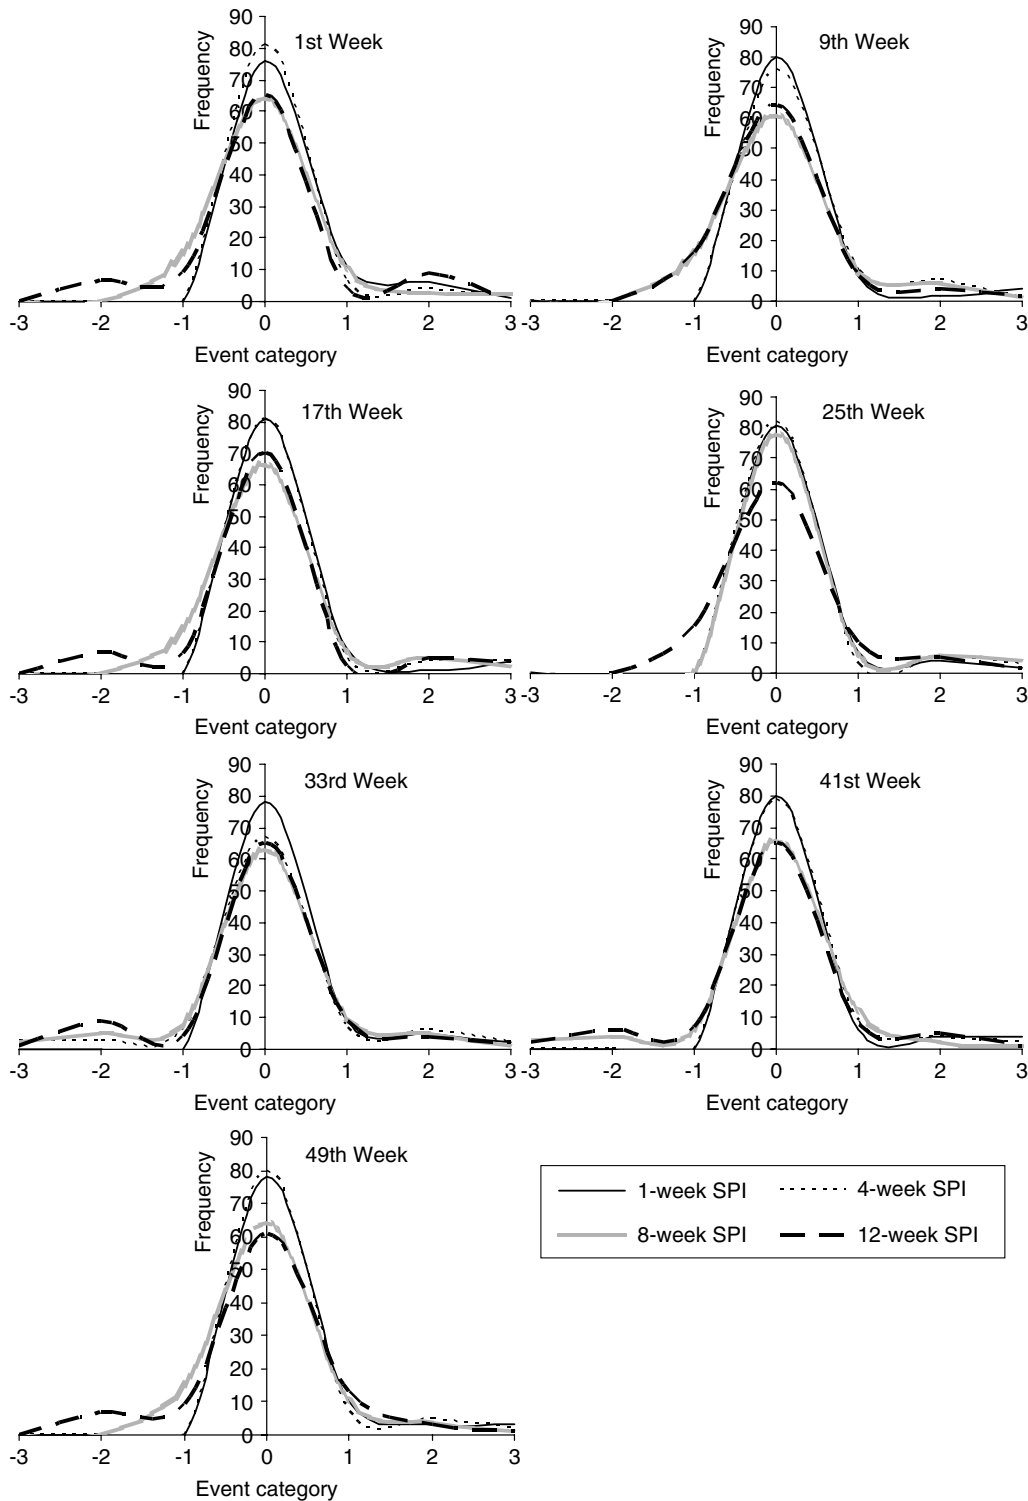 1st Week
Frequency
90
80
70
60
50
40
30
20
10
0
-3 -2 -1 0 1 2 3
Event category
9th Week
Frequency
90
80
70
60
50
40
30
20
10
0
-3 -2 -1 0 1 2 3
Event category
17th Week
Frequency
90
80
70
60
50
40
30
20
10
0
-3 -2 -1 0 1 2 3
Event category
25th Week
Frequency
90
80
70
60
50
40
30
20
10
0
-3 -2 -1 0 1 2 3
Event category
33rd Week
Frequency
90
80
70
60
50
40
30
20
10
0
-3 -2 -1 0 1 2 3
Event category
41st Week
Frequency
90
80
70
60
50
40
30
20
10
0
-3 -2 -1 0 1 2 3
Event category
49th Week
Frequency
90
80
70
60
50
40
30
20
10
0
-3 -2 -1 0 1 2 3
Event category
1-week SPI 4-week SPI
8-week SPI 12-week SPI